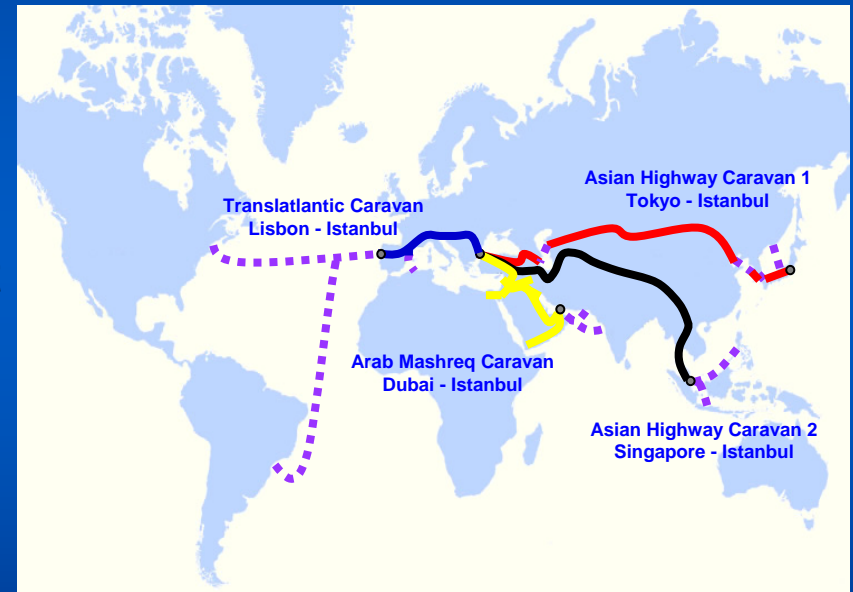 Asian Highway Caravan 1
Tokyo - Istanbul
Translatlantic Caravan
Lisbon - Istanbul
Arab Mashreq Caravan
Dubai - Istanbul
Asian Highway Caravan 2
Singapore - Istanbul